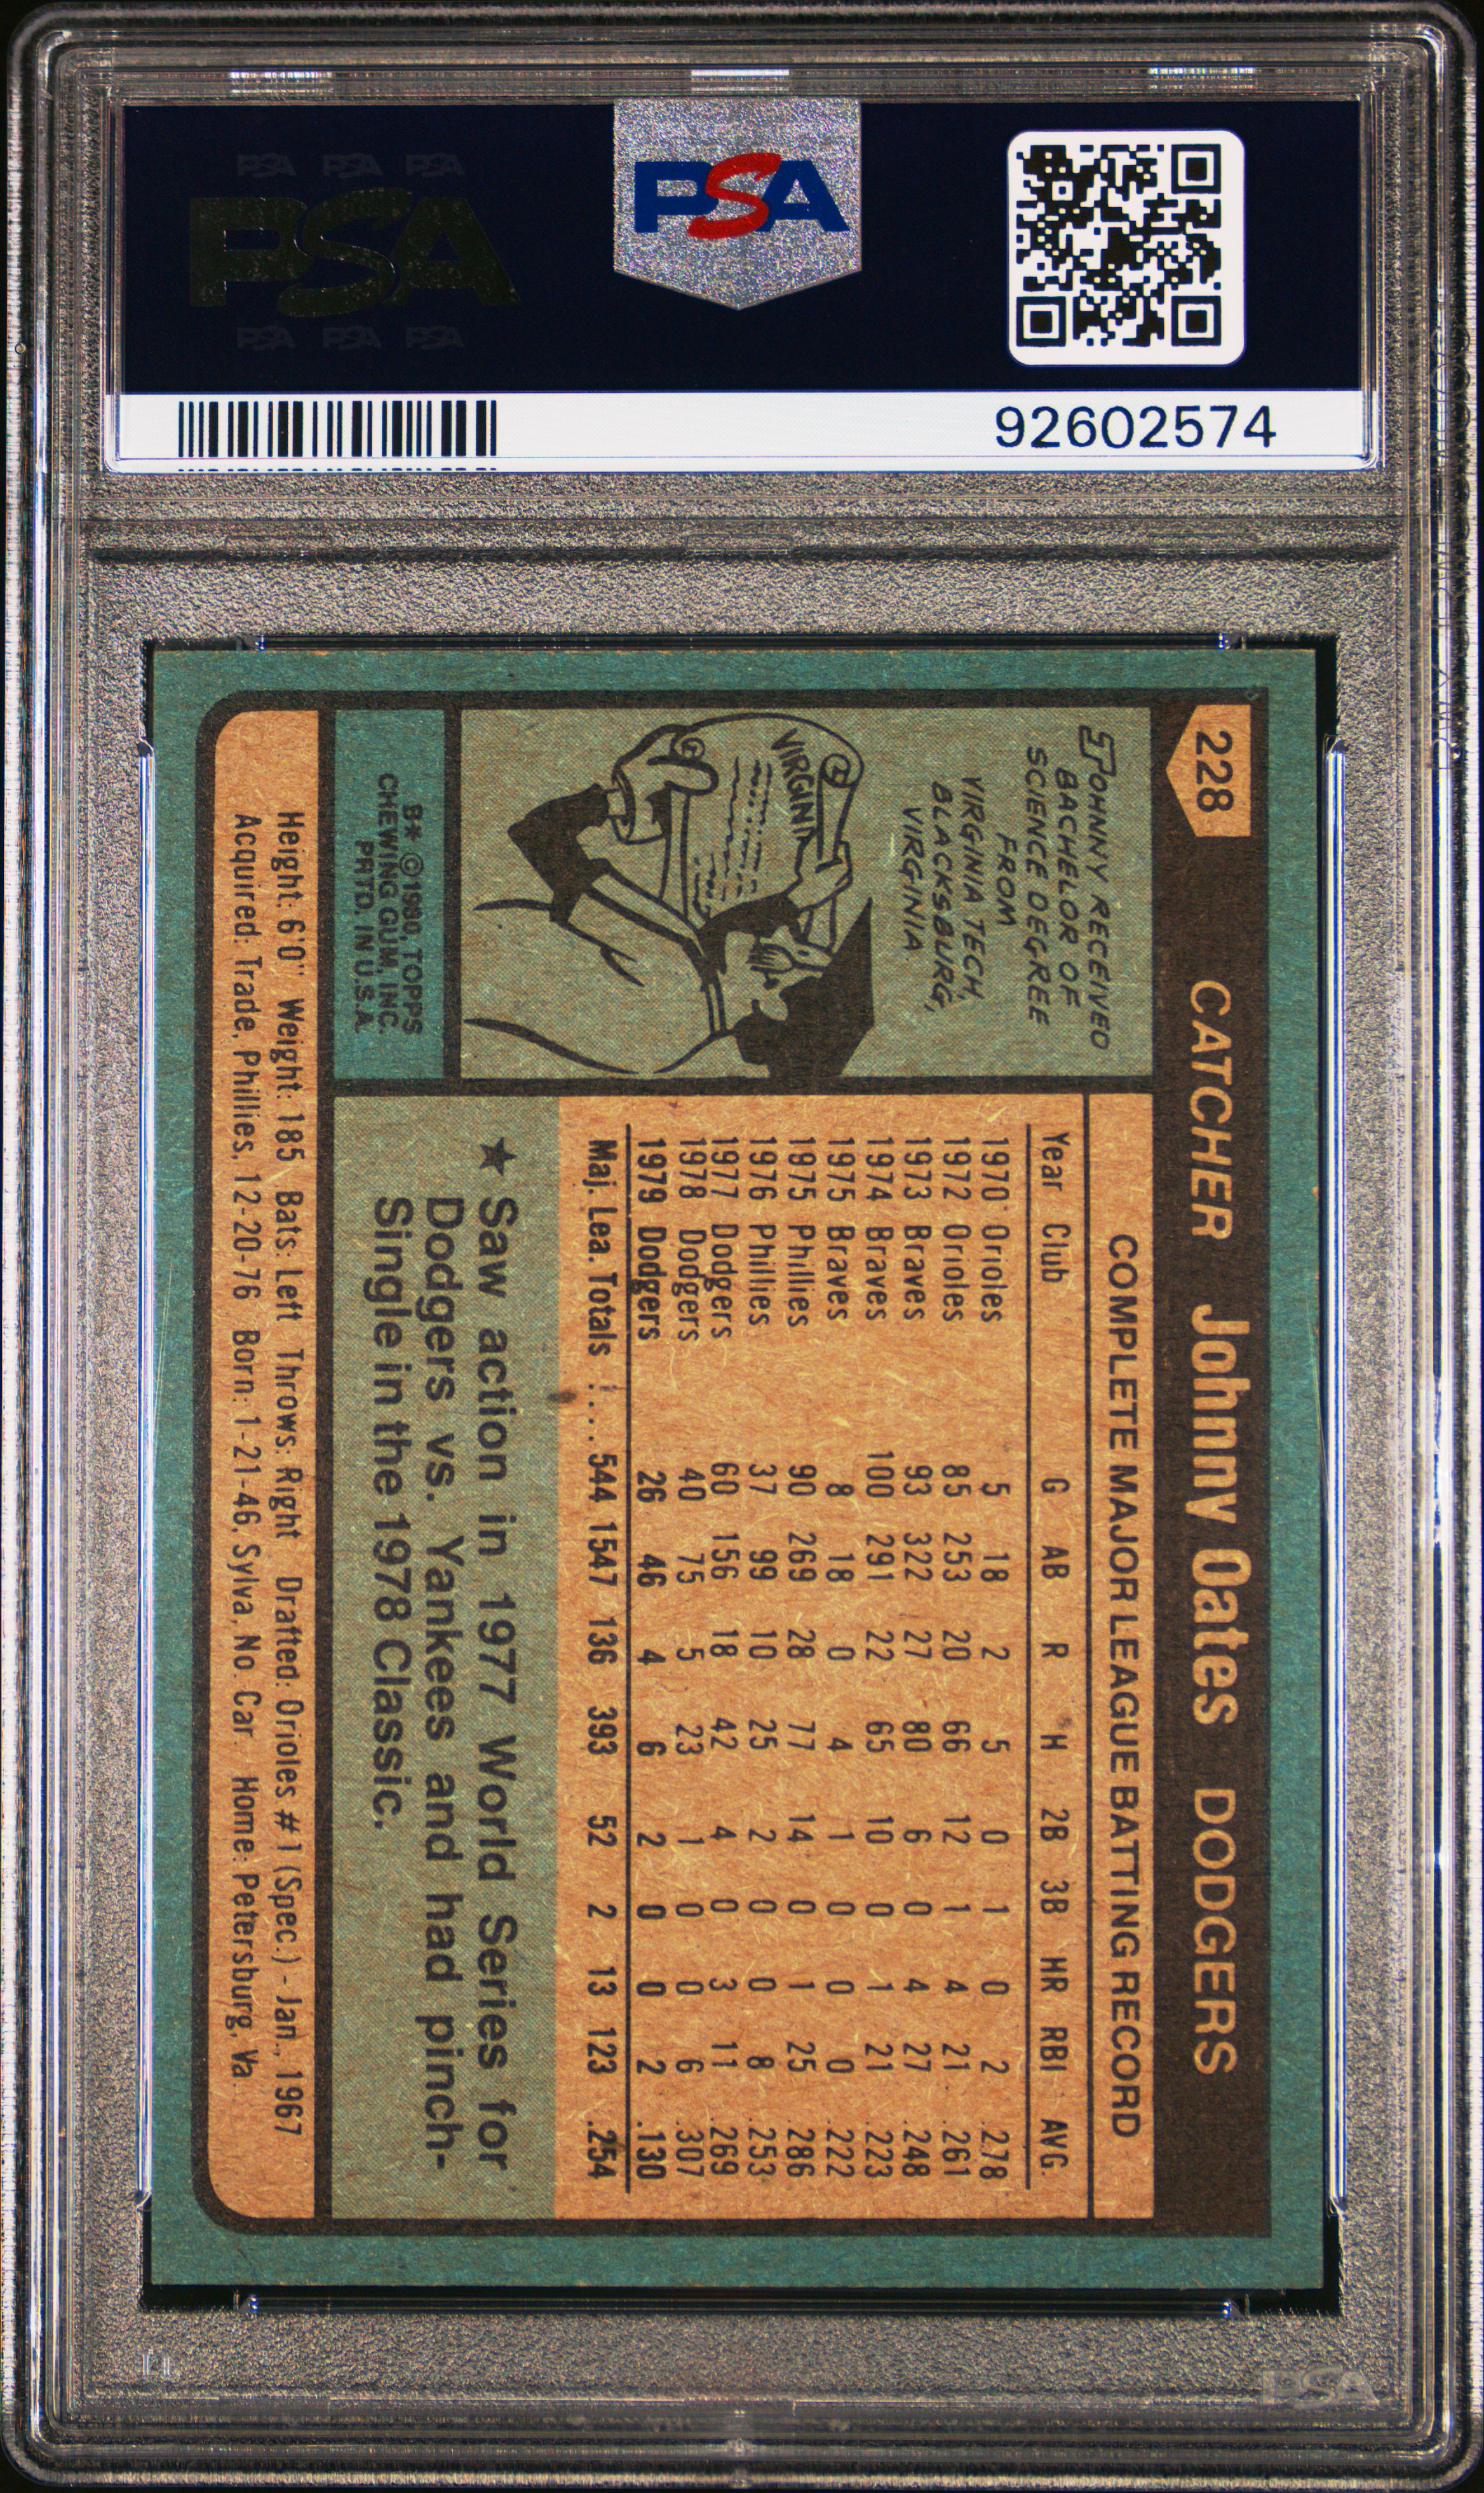 PSA PSA PSA
PSA
PSA PSA PSA
PSA
92602574
228 CATCHER Johnny Oates DODGERS
JOHNNY RECEIVED
BACHELOR OF
SCIENCE DEGREE
FROM
VIRGINIA TECH,
BLACKSBURG,
VIRGINIA.
VIRGINIA
B* ©1980, TOPPS
CHEWING GUM, INC.
PRTD. IN U.S.A.
COMPLETE MAJOR LEAGUE BATTING RECORD
Year Club G AB R H 2B 3B HR RBI AVG.
1970 Orioles 5 18 2 5 0 1 0 2 .278
1972 Orioles 85 253 20 66 12 1 4 21 .261
1973 Braves 93 322 27 80 6 0 4 27 .248
1974 Braves 100 291 22 65 10 0 1 21 .223
1975 Braves 8 18 0 4 1 0 0 0 .222
1975 Phillies 90 269 28 77 14 0 1 25 .286
1976 Phillies 37 99 10 25 2 0 0 8 .253
1977 Dodgers 60 156 18 42 4 0 3 11 .269
1978 Dodgers 40 75 5 23 1 0 0 6 .307
1979 Dodgers 26 46 4 6 2 0 0 2 .130
Maj. Lea. Totals .... 544 1547 136 393 52 2 13 123 .254
★ Saw action in 1977 World Series for
Dodgers vs. Yankees and had pinch-
Single in the 1978 Classic.
Height: 6'0" Weight: 185 Bats: Left Throws: Right Drafted: Orioles #1 (Spec.) - Jan., 1967
Acquired: Trade, Phillies, 12-20-76 Born: 1-21-46, Sylva, No. Car. Home: Petersburg, Va.
PSA